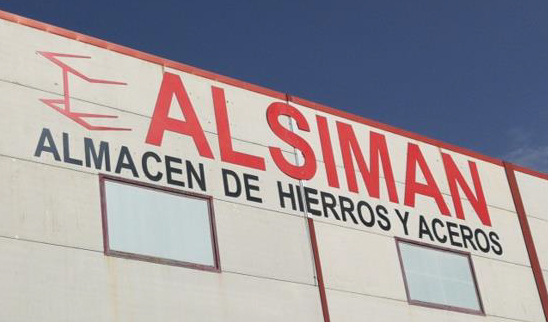 ALSIMAN
ALMACEN DE HIERROS Y ACEROS